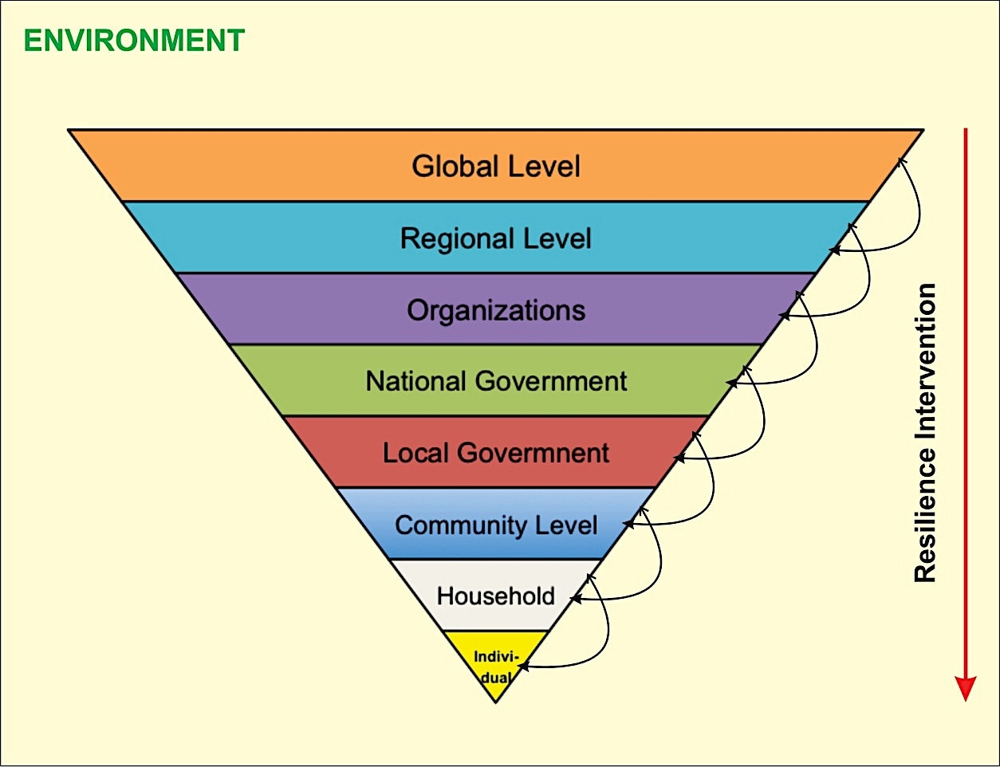 ENVIRONMENT
Global Level
Regional Level
Organizations
National Government
Local Govermnent
Community Level
Household
Indivi-
dual
Resilience Intervention